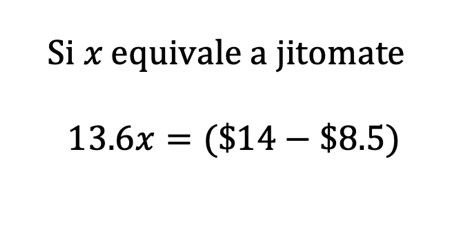 Si x equivale a jitomate
13.6x = ($14 – $8.5)